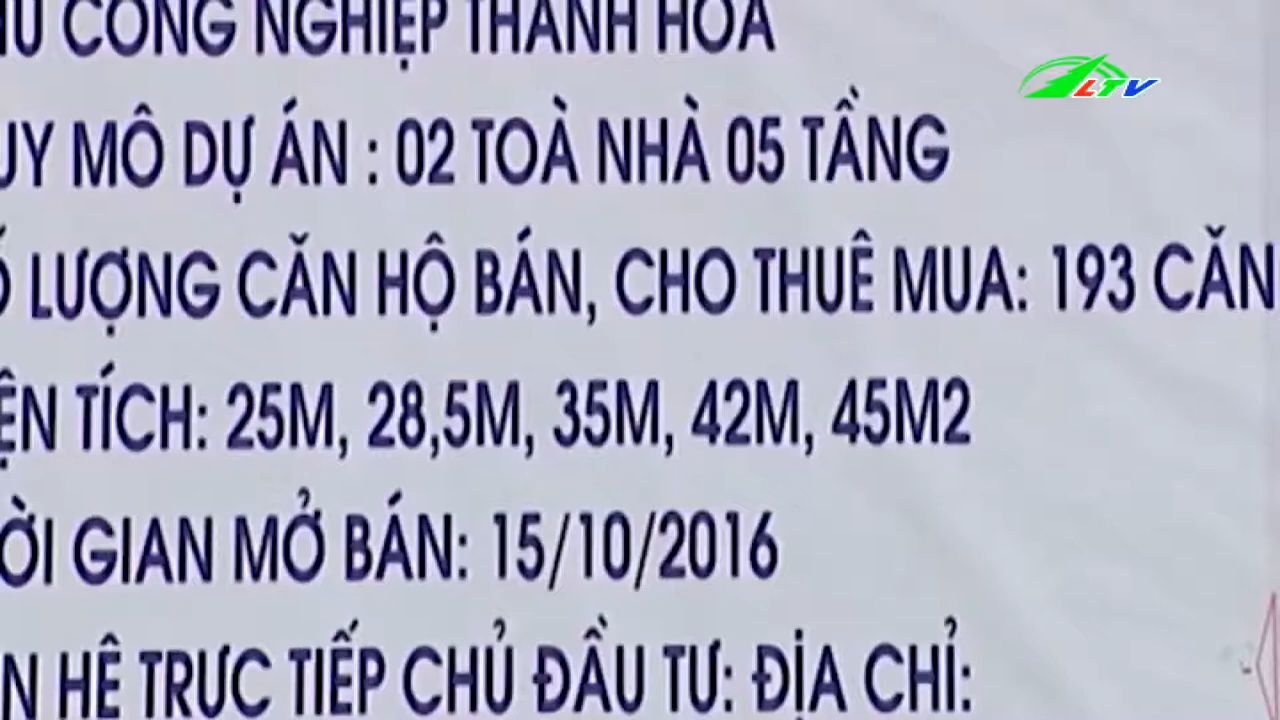 CÔNG NGHIỆP THANH HÓA
LTV
UY MÔ DỰ ÁN : 02 TOÀ NHÀ 05 TẦNG
LƯỢNG CĂN HỘ BÁN, CHO THUÊ MUA: 193 CĂN
ỆN TÍCH: 25M, 28,5M, 35M, 42M, 45M2
ỜI GIAN MỞ BÁN: 15/10/2016
N HỆ TRỰC TIẾP CHỦ ĐẦU TƯ: ĐỊA CHỈ: